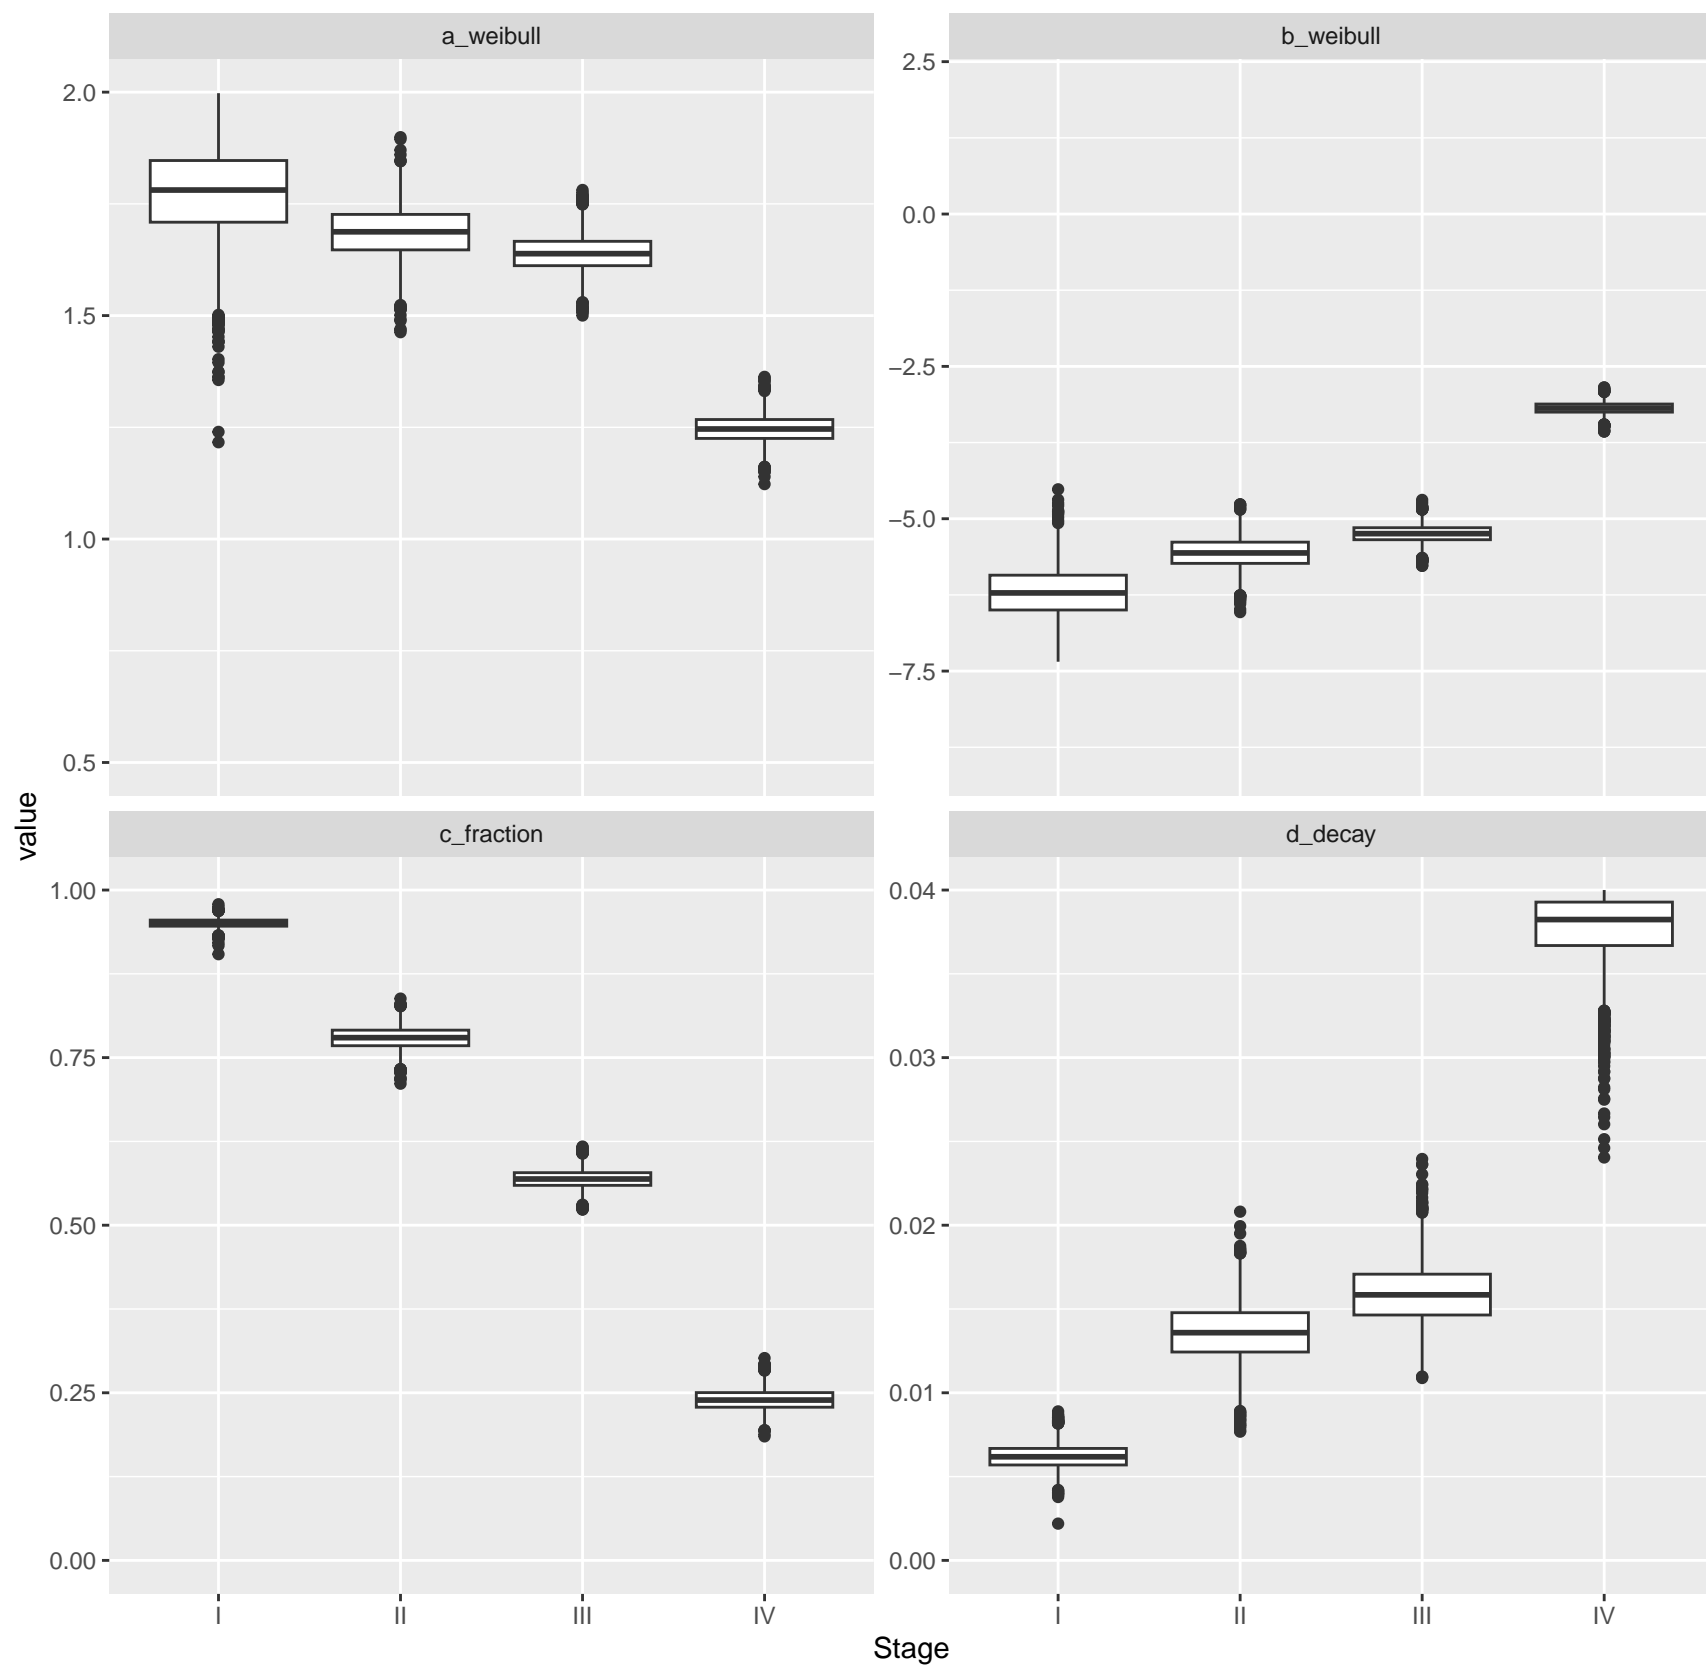 a_weibull
b_weibull
2.0
1.5
1.0
0.5
2.5
0.0
−2.5
−5.0
−7.5
value
c_fraction
d_decay
1.00
0.75
0.50
0.25
0.00
0.04
0.03
0.02
0.01
0.00
I II III IV
I II III IV
Stage